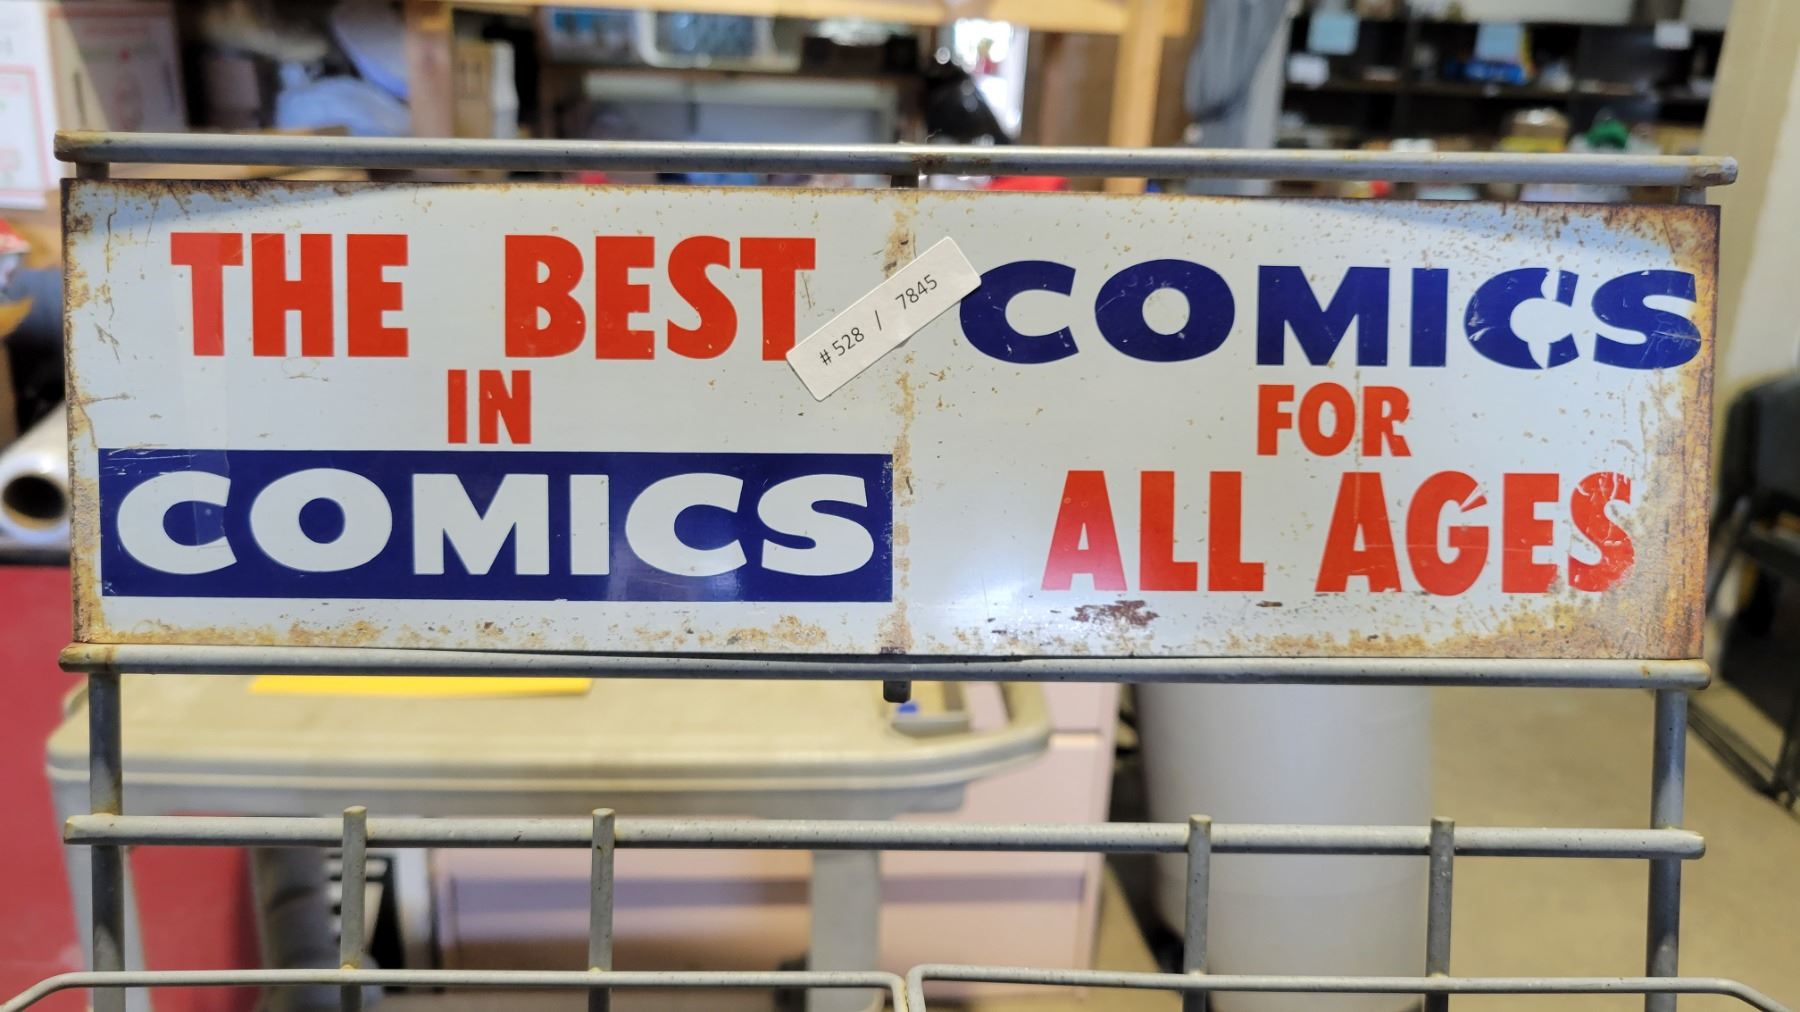 THE BEST
IN
COMICS
#528 / 7845
COMICS
FOR
ALL AGES